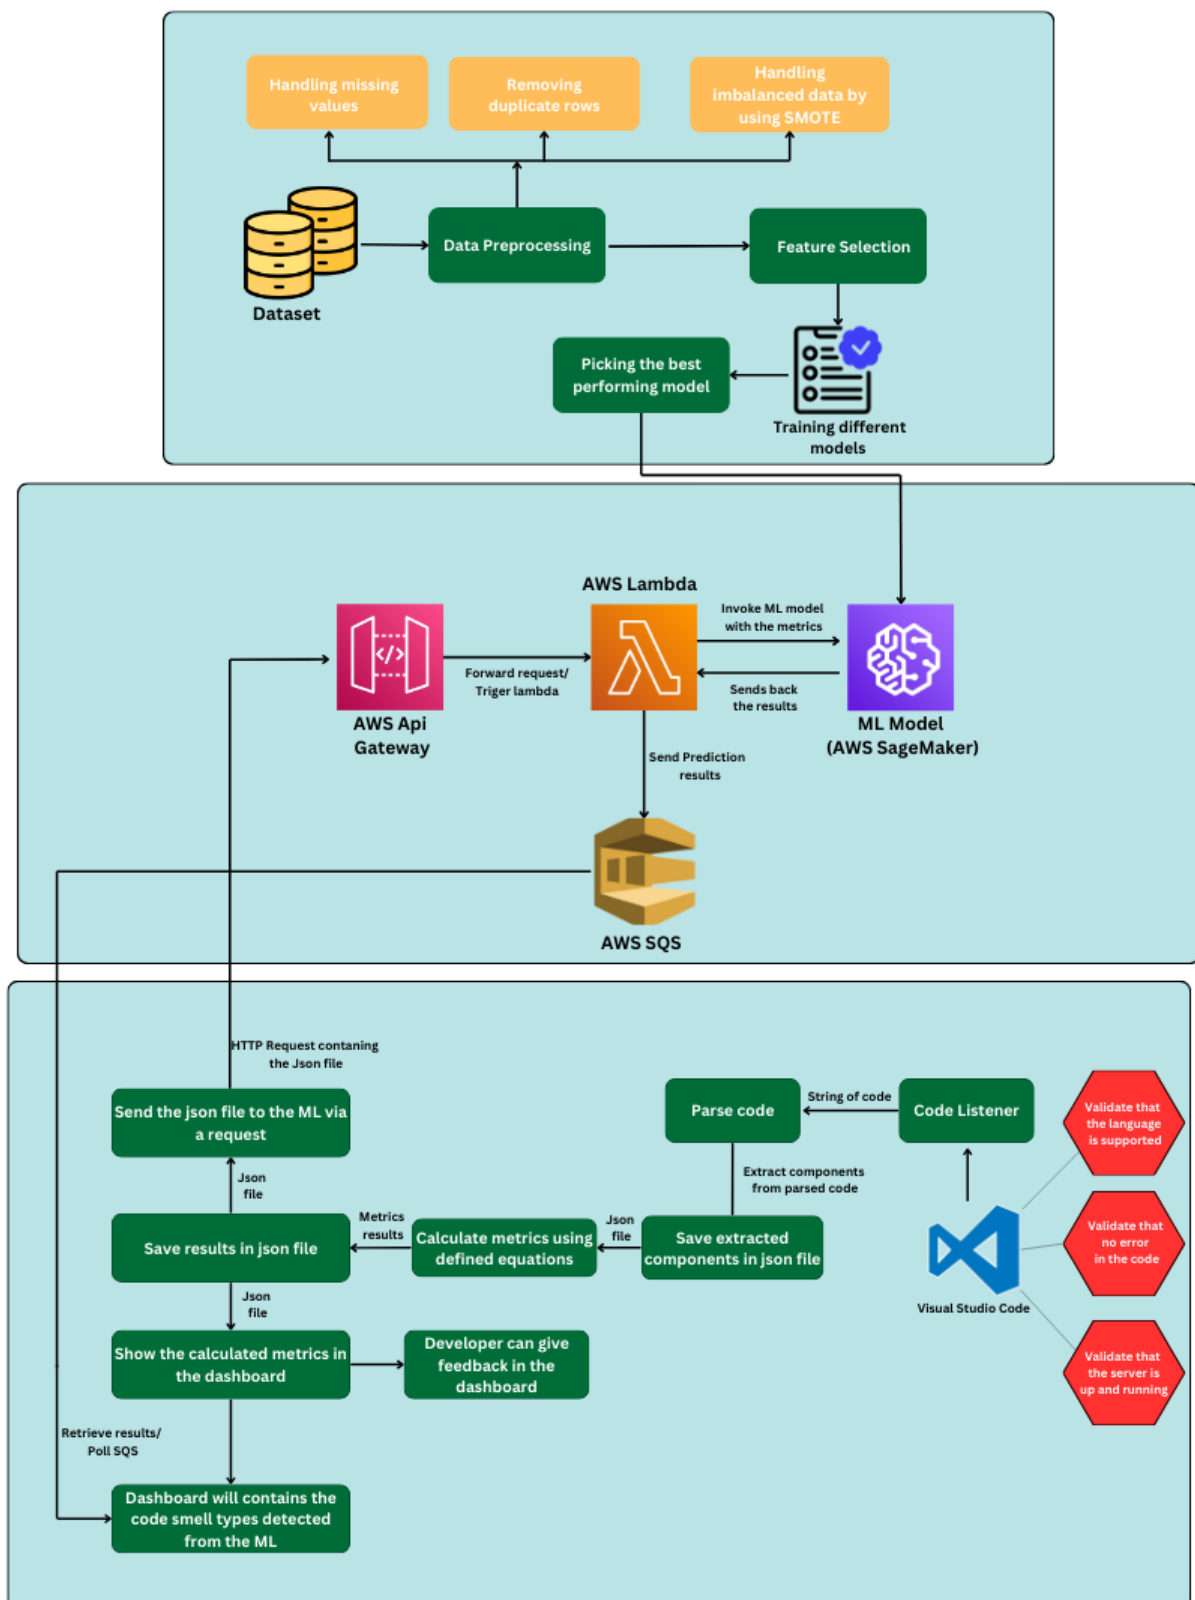 Handling missing
values
Removing
duplicate rows
Handling
imbalanced data by
using SMOTE
Data Preprocessing
Feature Selection
Dataset
Picking the best
performing model
Training different
models
AWS Lambda
Invoke ML model
with the metrics
Forward request/
Triger lambda
Sends back
the results
AWS Api
Gateway
ML Model
(AWS SageMaker)
Send Prediction
results
AWS SQS
HTTP Request contaning
the Json file
Send the json file to the ML via
a request
Parse code
String of code
Code Listener
Validate that
the language
is supported
Json
file
Extract components
from parsed code
Save results in json file
Metrics
results
Calculate metrics using
defined equations
Json
file
Save extracted
components in json file
Validate that
no error
in the code
Visual Studio Code
Json
file
Show the calculated metrics in
the dashboard
Developer can give
feedback in the
dashboard
Validate that
the server is
up and running
Retrieve results/
Poll SQS
Dashboard will contains the
code smell types detected
from the ML